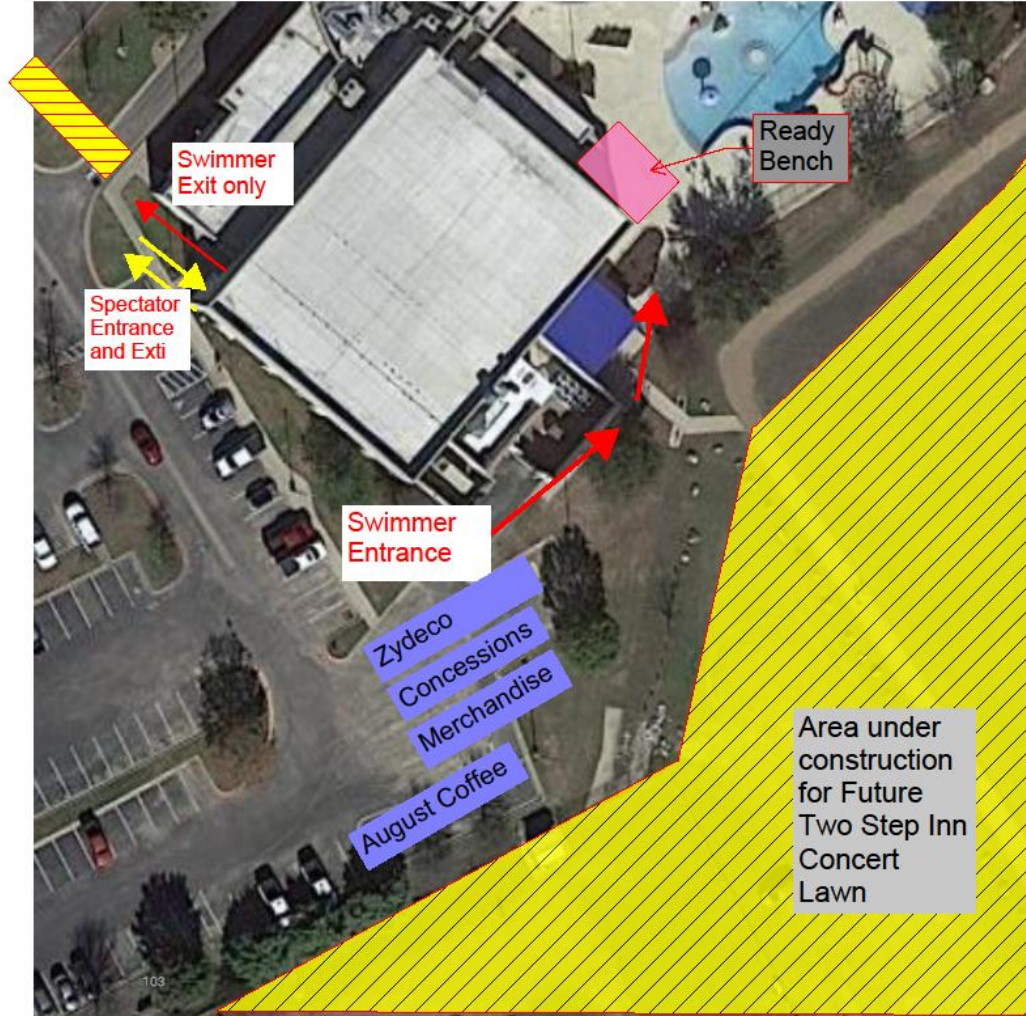 Ready
Bench
Swimmer
Exit only
Spectator
Entrance
and Exti
Swimmer
Entrance
Zydeco
Concessions
Merchandise
August Coffee
Area under
construction
for Future
Two Step Inn
Concert
Lawn
103